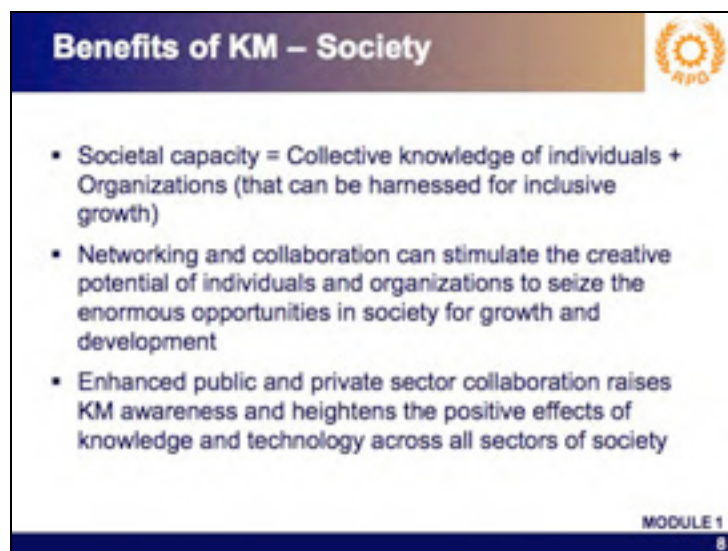 Benefits of KM – Society
APO
▪ Societal capacity = Collective knowledge of individuals +
Organizations (that can be harnessed for inclusive
growth)
▪ Networking and collaboration can stimulate the creative
potential of individuals and organizations to seize the
enormous opportunities in society for growth and
development
▪ Enhanced public and private sector collaboration raises
KM awareness and heightens the positive effects of
knowledge and technology across all sectors of society
MODULE 1